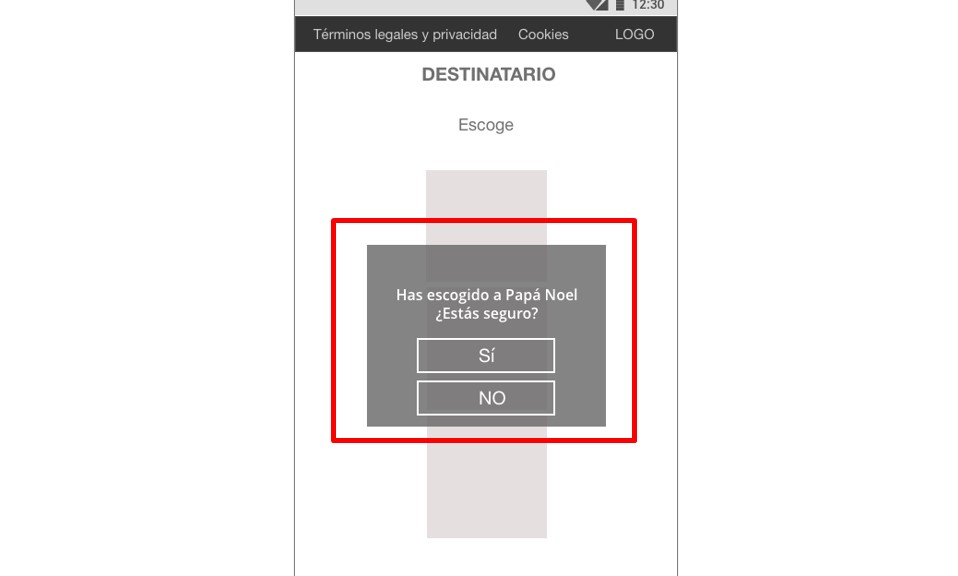 12:30
Términos legales y privacidad Cookies LOGO
DESTINATARIO
Escoge
Has escogido a Papá Noel
¿Estás seguro?
Sí
NO